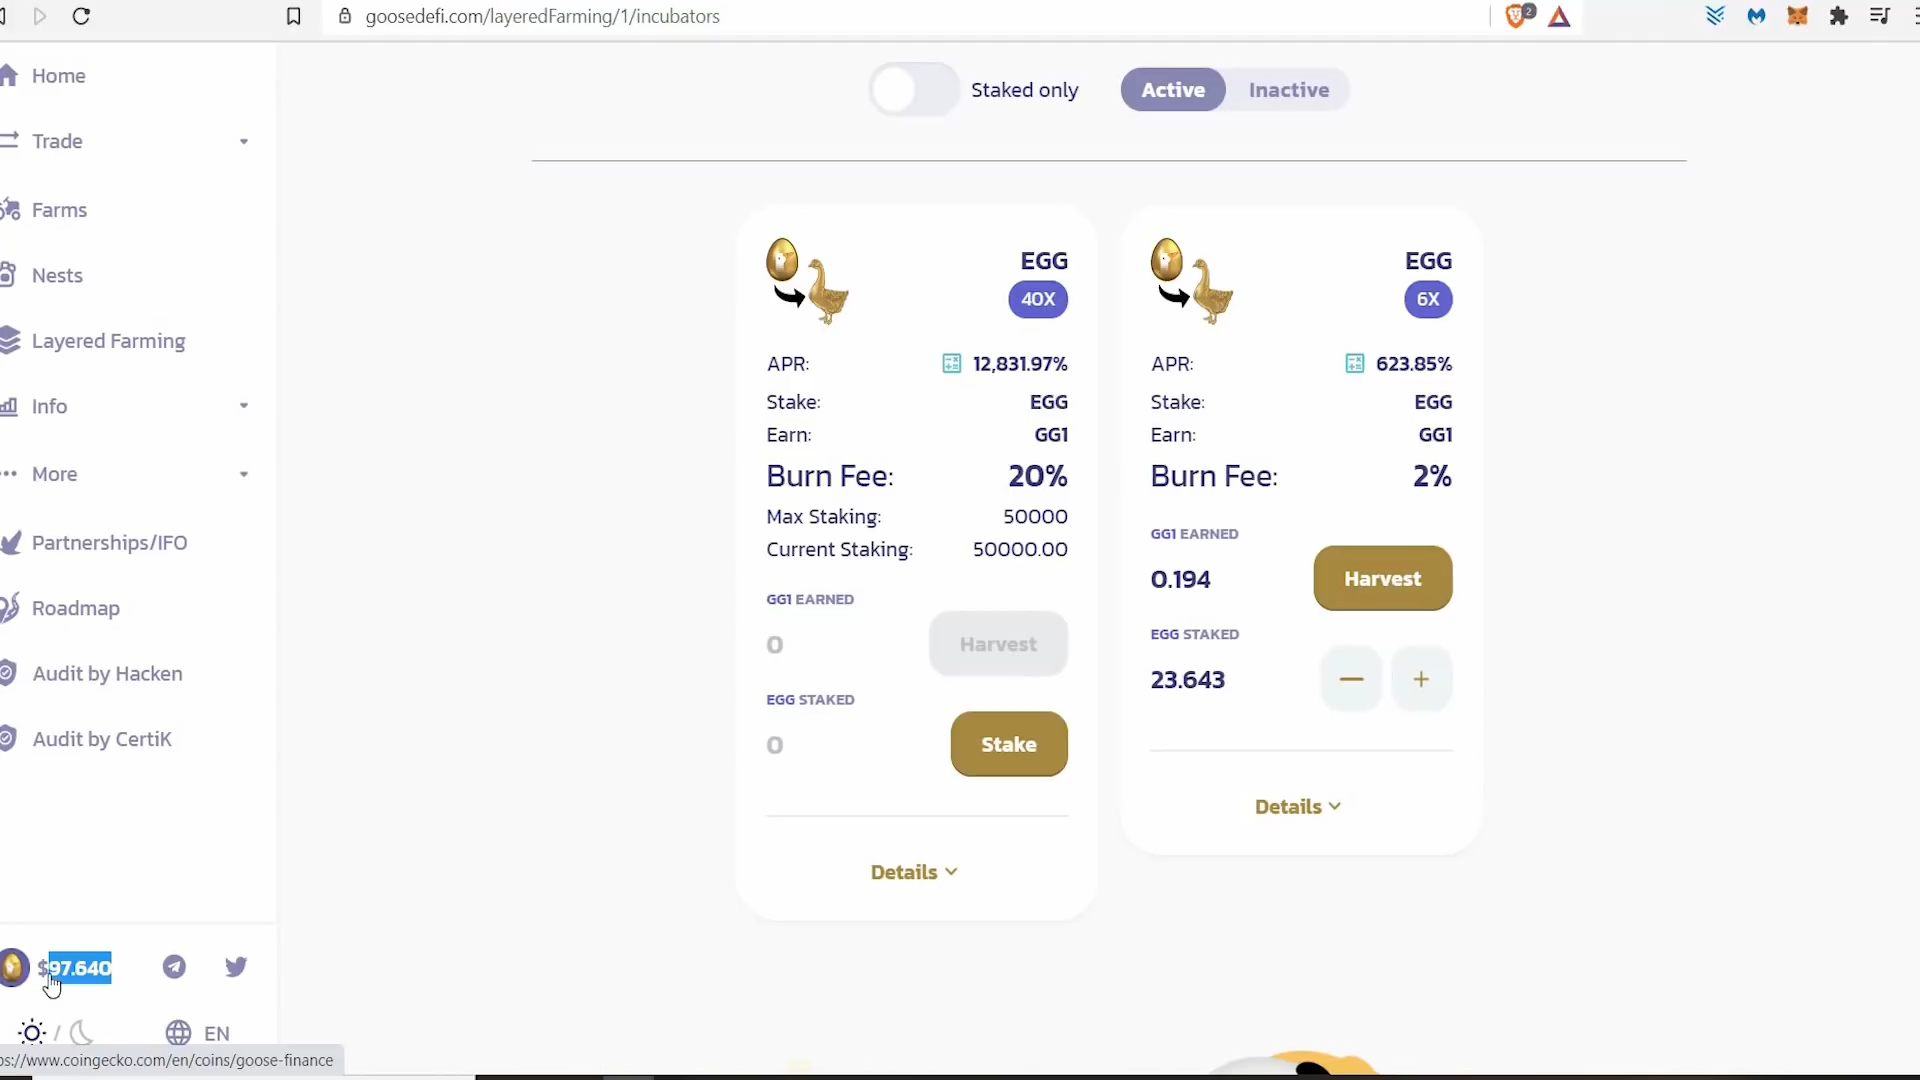 goosedefi.com/layeredFarming/1/incubators
2
Home
Trade
Farms
Nests
Layered Farming
Info
More
Partnerships/IFO
Roadmap
Audit by Hacken
Audit by CertiK
$97.640
/
EN
ps://www.coingecko.com/en/coins/goose-finance
Staked only
Active
Inactive
EGG
40X
APR:
12,831.97%
Stake:
EGG
Earn:
GG1
Burn Fee:
20%
Max Staking:
50000
Current Staking:
50000.00
GG1 EARNED
0
Harvest
EGG STAKED
0
Stake
Details
EGG
6X
APR:
623.85%
Stake:
EGG
Earn:
GG1
Burn Fee:
2%
GG1 EARNED
0.194
Harvest
EGG STAKED
23.643
Details